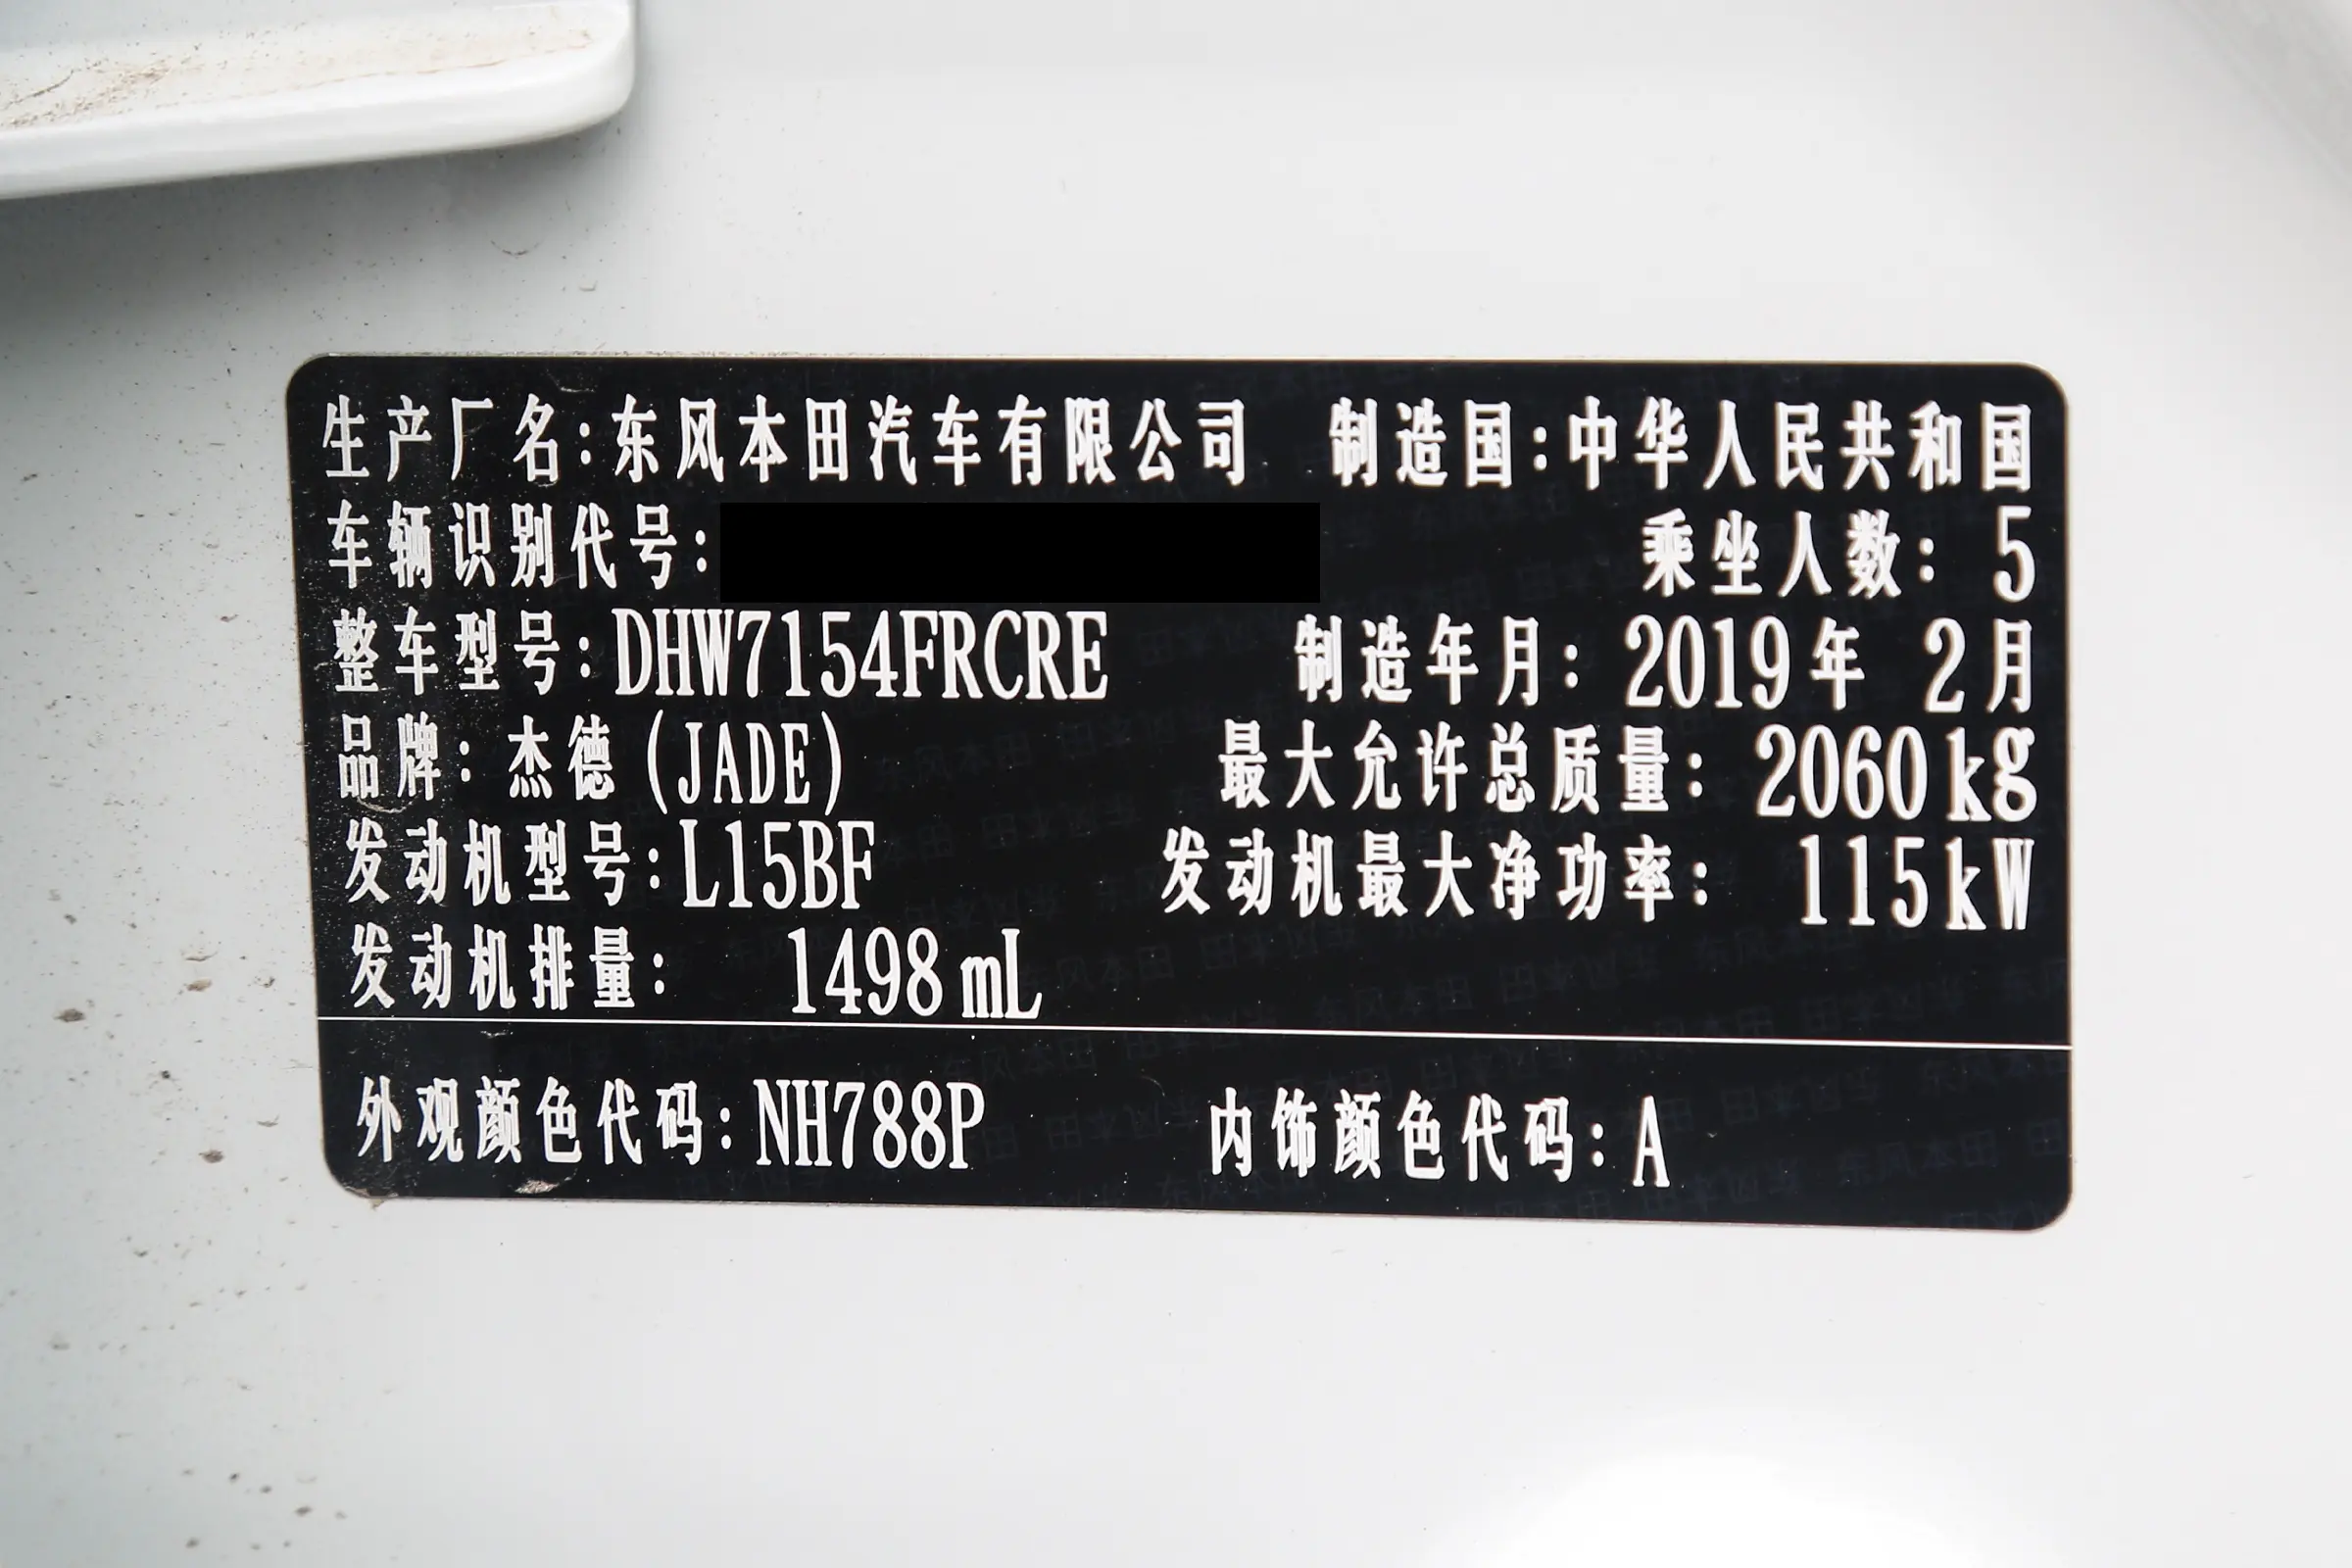 生产厂名:东风本田汽车有限公司 制造国:中华人民共和国
车辆识别代号: 乘坐人数: 5
整车型号:DHW7154FRCRE 制造年月: 2019年 2月
品牌: 杰德(JADE) 最大允许总质量: 2060kg
发动机型号:L15BF 发动机最大净功率: 115kW
发动机排量: 1498mL
外观颜色代码:NH788P 内饰颜色代码:A